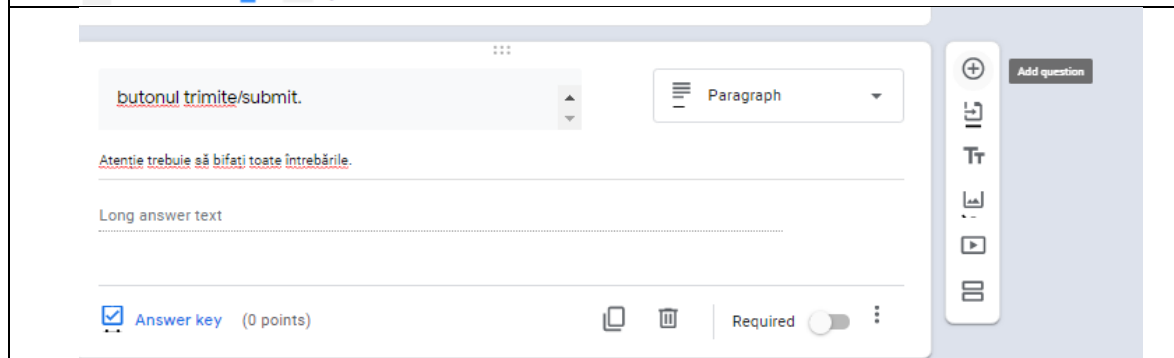 butonul trimite/submit.
Paragraph
Add question
Atenție trebuie să bifați toate întrebările.
Tт
Long answer text
Answer key (0 points)
Required